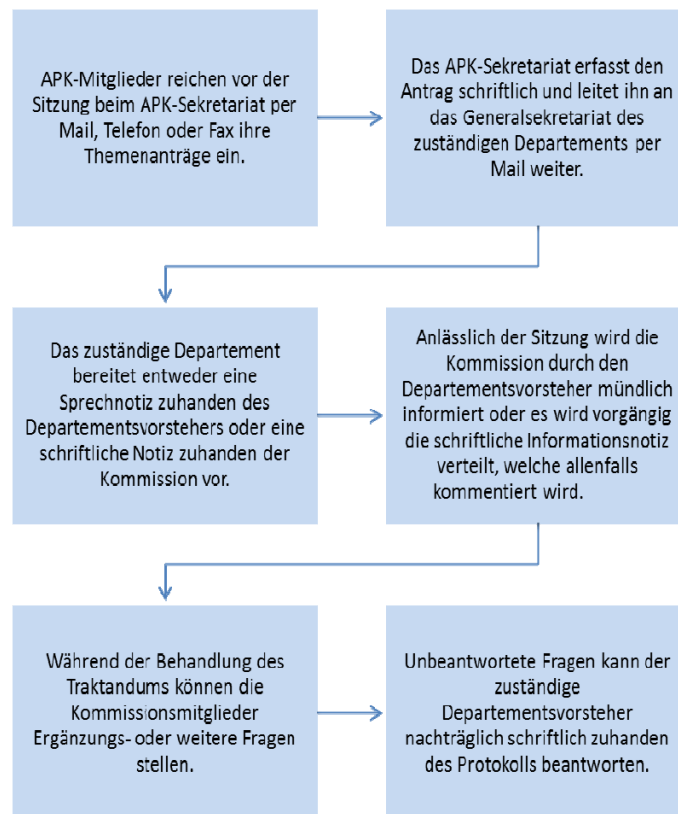 APK-Mitglieder reichen vor der
Sitzung beim APK-Sekretariat per
Mail, Telefon oder Fax ihre
Themenanträge ein.
Das APK-Sekretariat erfasst den
Antrag schriftlich und leitet ihn an
das Generalsekretariat des
zuständigen Departements per
Mail weiter.
Das zuständige Departement
bereitet entweder eine
Sprechnotiz zuhanden des
Departementsvorstehers oder eine
schriftliche Notiz zuhanden der
Kommission vor.
Anlässlich der Sitzung wird die
Kommission durch den
Departementsvorsteher mündlich
informiert oder es wird vorgängig
die schriftliche Informationsnotiz
verteilt, welche allenfalls
kommentiert wird.
Während der Behandlung des
Traktandums können die
Kommissionsmitglieder
Ergänzungs- oder weitere Fragen
stellen.
Unbeantwortete Fragen kann der
zuständige
Departementsvorsteher
nachträglich schriftlich zuhanden
des Protokolls beantworten.